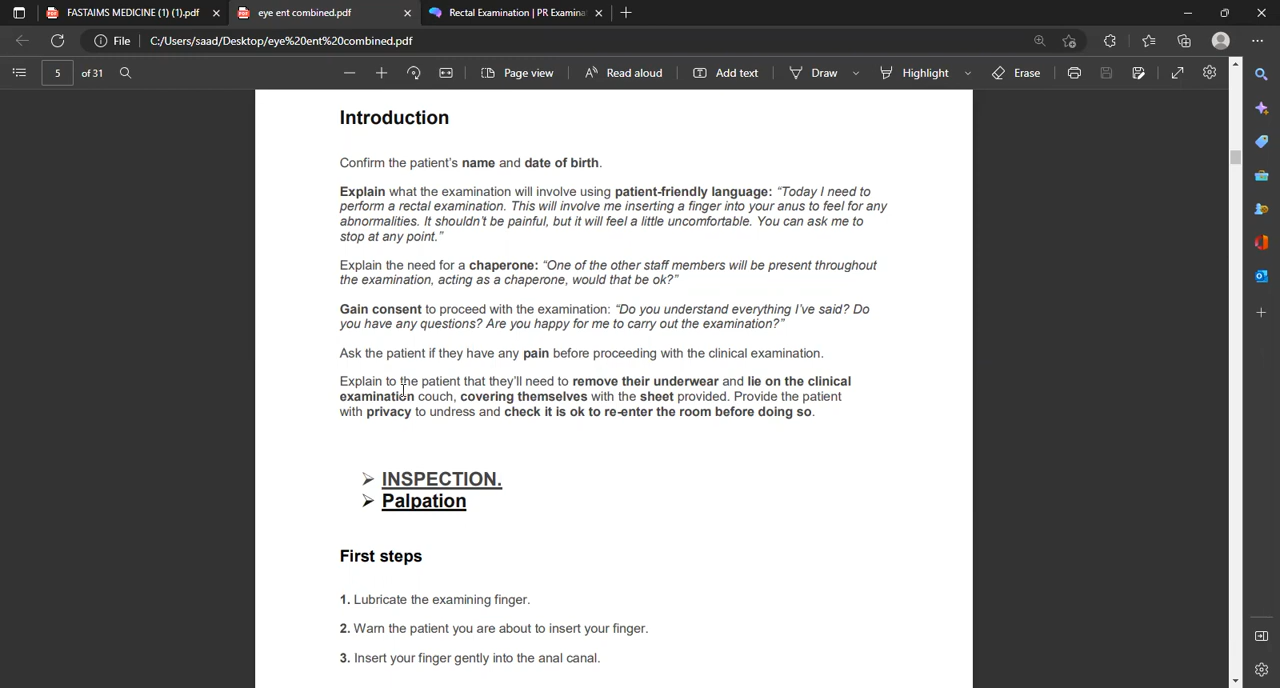 FASTAIMS MEDICINE (1) (1).pdf
eye ent combined.pdf
Rectal Examination | PR Examina
File
C:/Users/saad/Desktop/eye%20ent%20combined.pdf
5 of 31
Page view
Read aloud
Add text
Draw
Highlight
Erase
Introduction
Confirm the patient's name and date of birth.
Explain what the examination will involve using patient-friendly language: “Today I need to
perform a rectal examination. This will involve me inserting a finger into your anus to feel for any
abnormalities. It shouldn’t be painful, but it will feel a little uncomfortable. You can ask me to
stop at any point.”
Explain the need for a chaperone: “One of the other staff members will be present throughout
the examination, acting as a chaperone, would that be ok?”
Gain consent to proceed with the examination: “Do you understand everything I’ve said? Do
you have any questions? Are you happy for me to carry out the examination?”
Ask the patient if they have any pain before proceeding with the clinical examination.
Explain to the patient that they’ll need to remove their underwear and lie on the clinical
examination couch, covering themselves with the sheet provided. Provide the patient
with privacy to undress and check it is ok to re-enter the room before doing so.
➢ INSPECTION.
➢ Palpation
First steps
1. Lubricate the examining finger.
2. Warn the patient you are about to insert your finger.
3. Insert your finger gently into the anal canal.